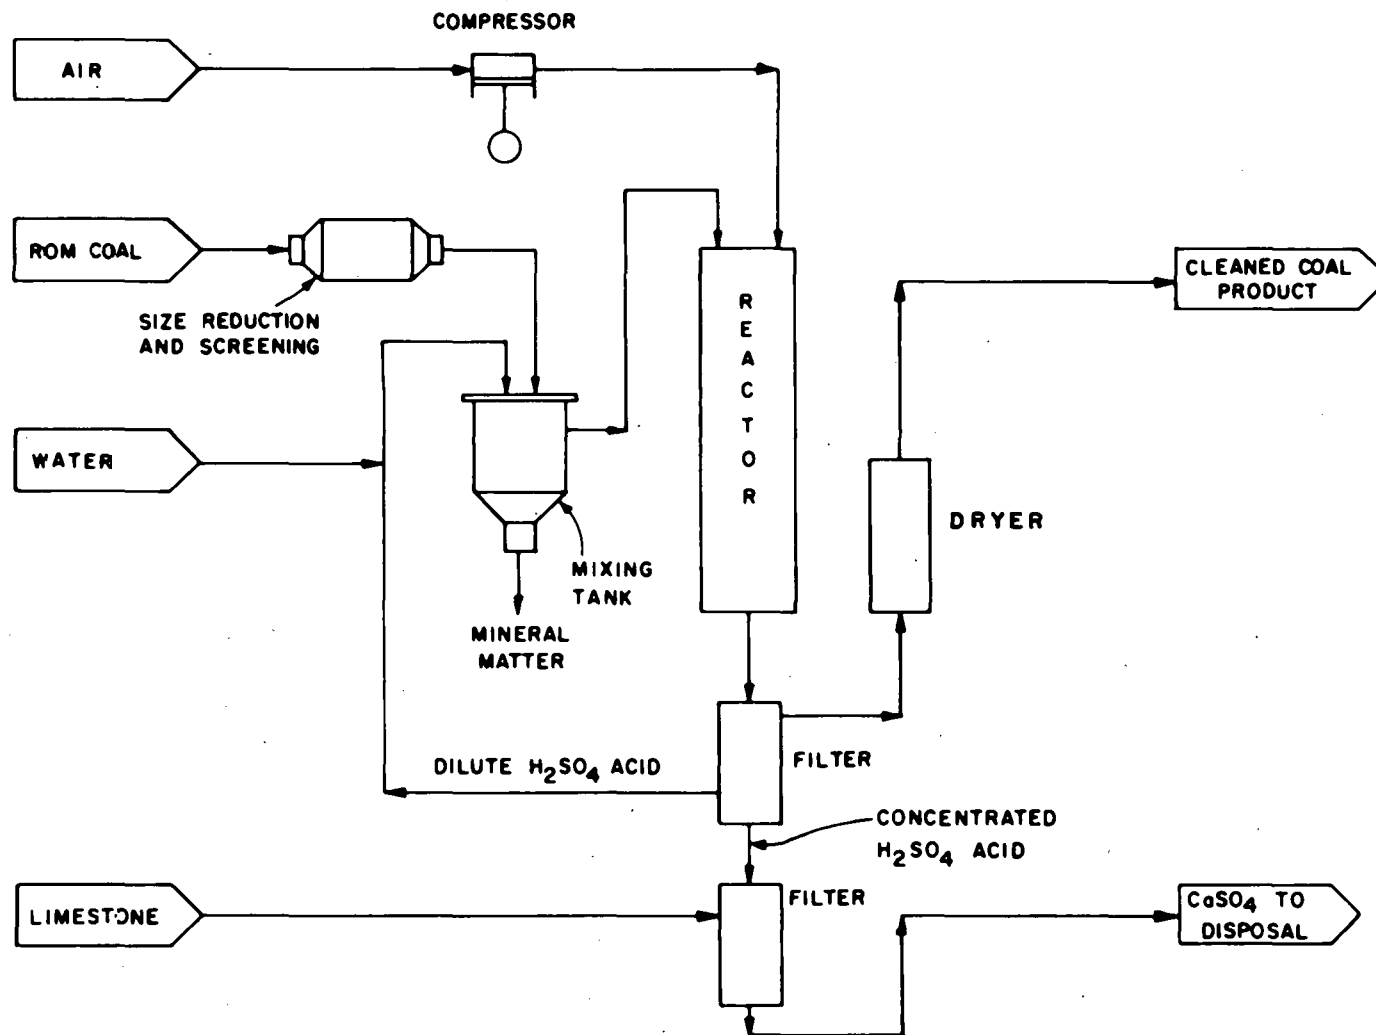 COMPRESSOR
AIR
ROM COAL
SIZE REDUCTION
AND SCREENING
REACTOR
CLEANED COAL
PRODUCT
WATER
DRYER
MIXING
TANK
MINERAL
MATTER
FILTER
DILUTE H₂SO₄ ACID
CONCENTRATED
H₂SO₄ ACID
LIMESTONE
FILTER
CaSO₄ TO
DISPOSAL